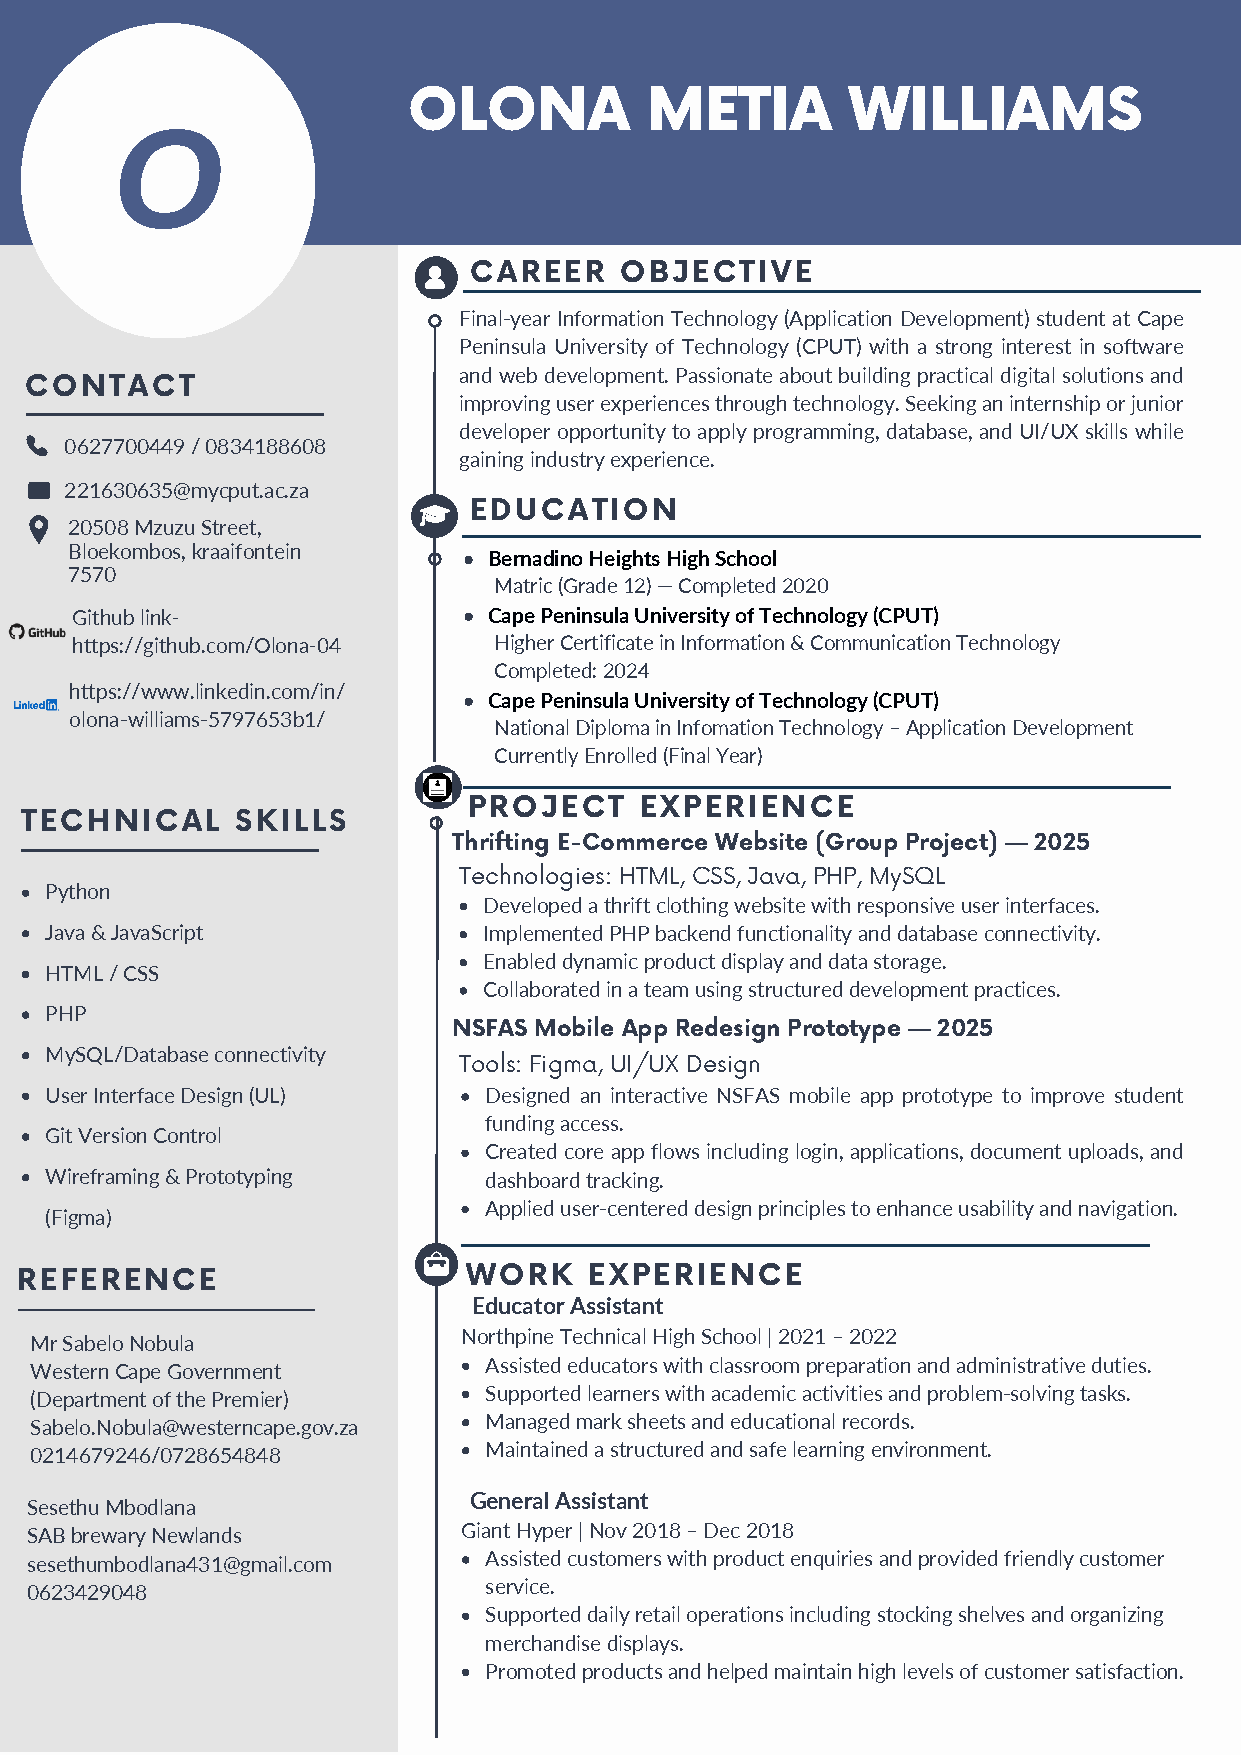 O
OLONA METIA WILLIAMS
CONTACT
0627700449 / 0834188608
221630635@mycput.ac.za
20508 Mzuzu Street,
Bloekombos, kraaifontein
7570
GitHub
Github link-
https://github.com/Olona-04
LinkedIn
https://www.linkedin.com/in/
olona-williams-5797653b1/
TECHNICAL SKILLS
• Python
• Java & JavaScript
• HTML / CSS
• PHP
• MySQL/Database connectivity
• User Interface Design (UL)
• Git Version Control
• Wireframing & Prototyping
(Figma)
REFERENCE
Mr Sabelo Nobula
Western Cape Government
(Department of the Premier)
Sabelo.Nobula@westerncape.gov.za
0214679246/0728654848
Sesethu Mbodlana
SAB brewary Newlands
sesethumbodlana431@gmail.com
0623429048
CAREER OBJECTIVE
Final-year Information Technology (Application Development) student at Cape
Peninsula University of Technology (CPUT) with a strong interest in software
and web development. Passionate about building practical digital solutions and
improving user experiences through technology. Seeking an internship or junior
developer opportunity to apply programming, database, and UI/UX skills while
gaining industry experience.
EDUCATION
• Bernadino Heights High School
Matric (Grade 12) — Completed 2020
• Cape Peninsula University of Technology (CPUT)
Higher Certificate in Information & Communication Technology
Completed: 2024
• Cape Peninsula University of Technology (CPUT)
National Diploma in Infomation Technology – Application Development
Currently Enrolled (Final Year)
PROJECT EXPERIENCE
Thrifting E-Commerce Website (Group Project) — 2025
Technologies: HTML, CSS, Java, PHP, MySQL
• Developed a thrift clothing website with responsive user interfaces.
• Implemented PHP backend functionality and database connectivity.
• Enabled dynamic product display and data storage.
• Collaborated in a team using structured development practices.
NSFAS Mobile App Redesign Prototype — 2025
Tools: Figma, UI/UX Design
• Designed an interactive NSFAS mobile app prototype to improve student
funding access.
• Created core app flows including login, applications, document uploads, and
dashboard tracking.
• Applied user-centered design principles to enhance usability and navigation.
WORK EXPERIENCE
Educator Assistant
Northpine Technical High School | 2021 – 2022
• Assisted educators with classroom preparation and administrative duties.
• Supported learners with academic activities and problem-solving tasks.
• Managed mark sheets and educational records.
• Maintained a structured and safe learning environment.
General Assistant
Giant Hyper | Nov 2018 – Dec 2018
• Assisted customers with product enquiries and provided friendly customer
service.
• Supported daily retail operations including stocking shelves and organizing
merchandise displays.
• Promoted products and helped maintain high levels of customer satisfaction.